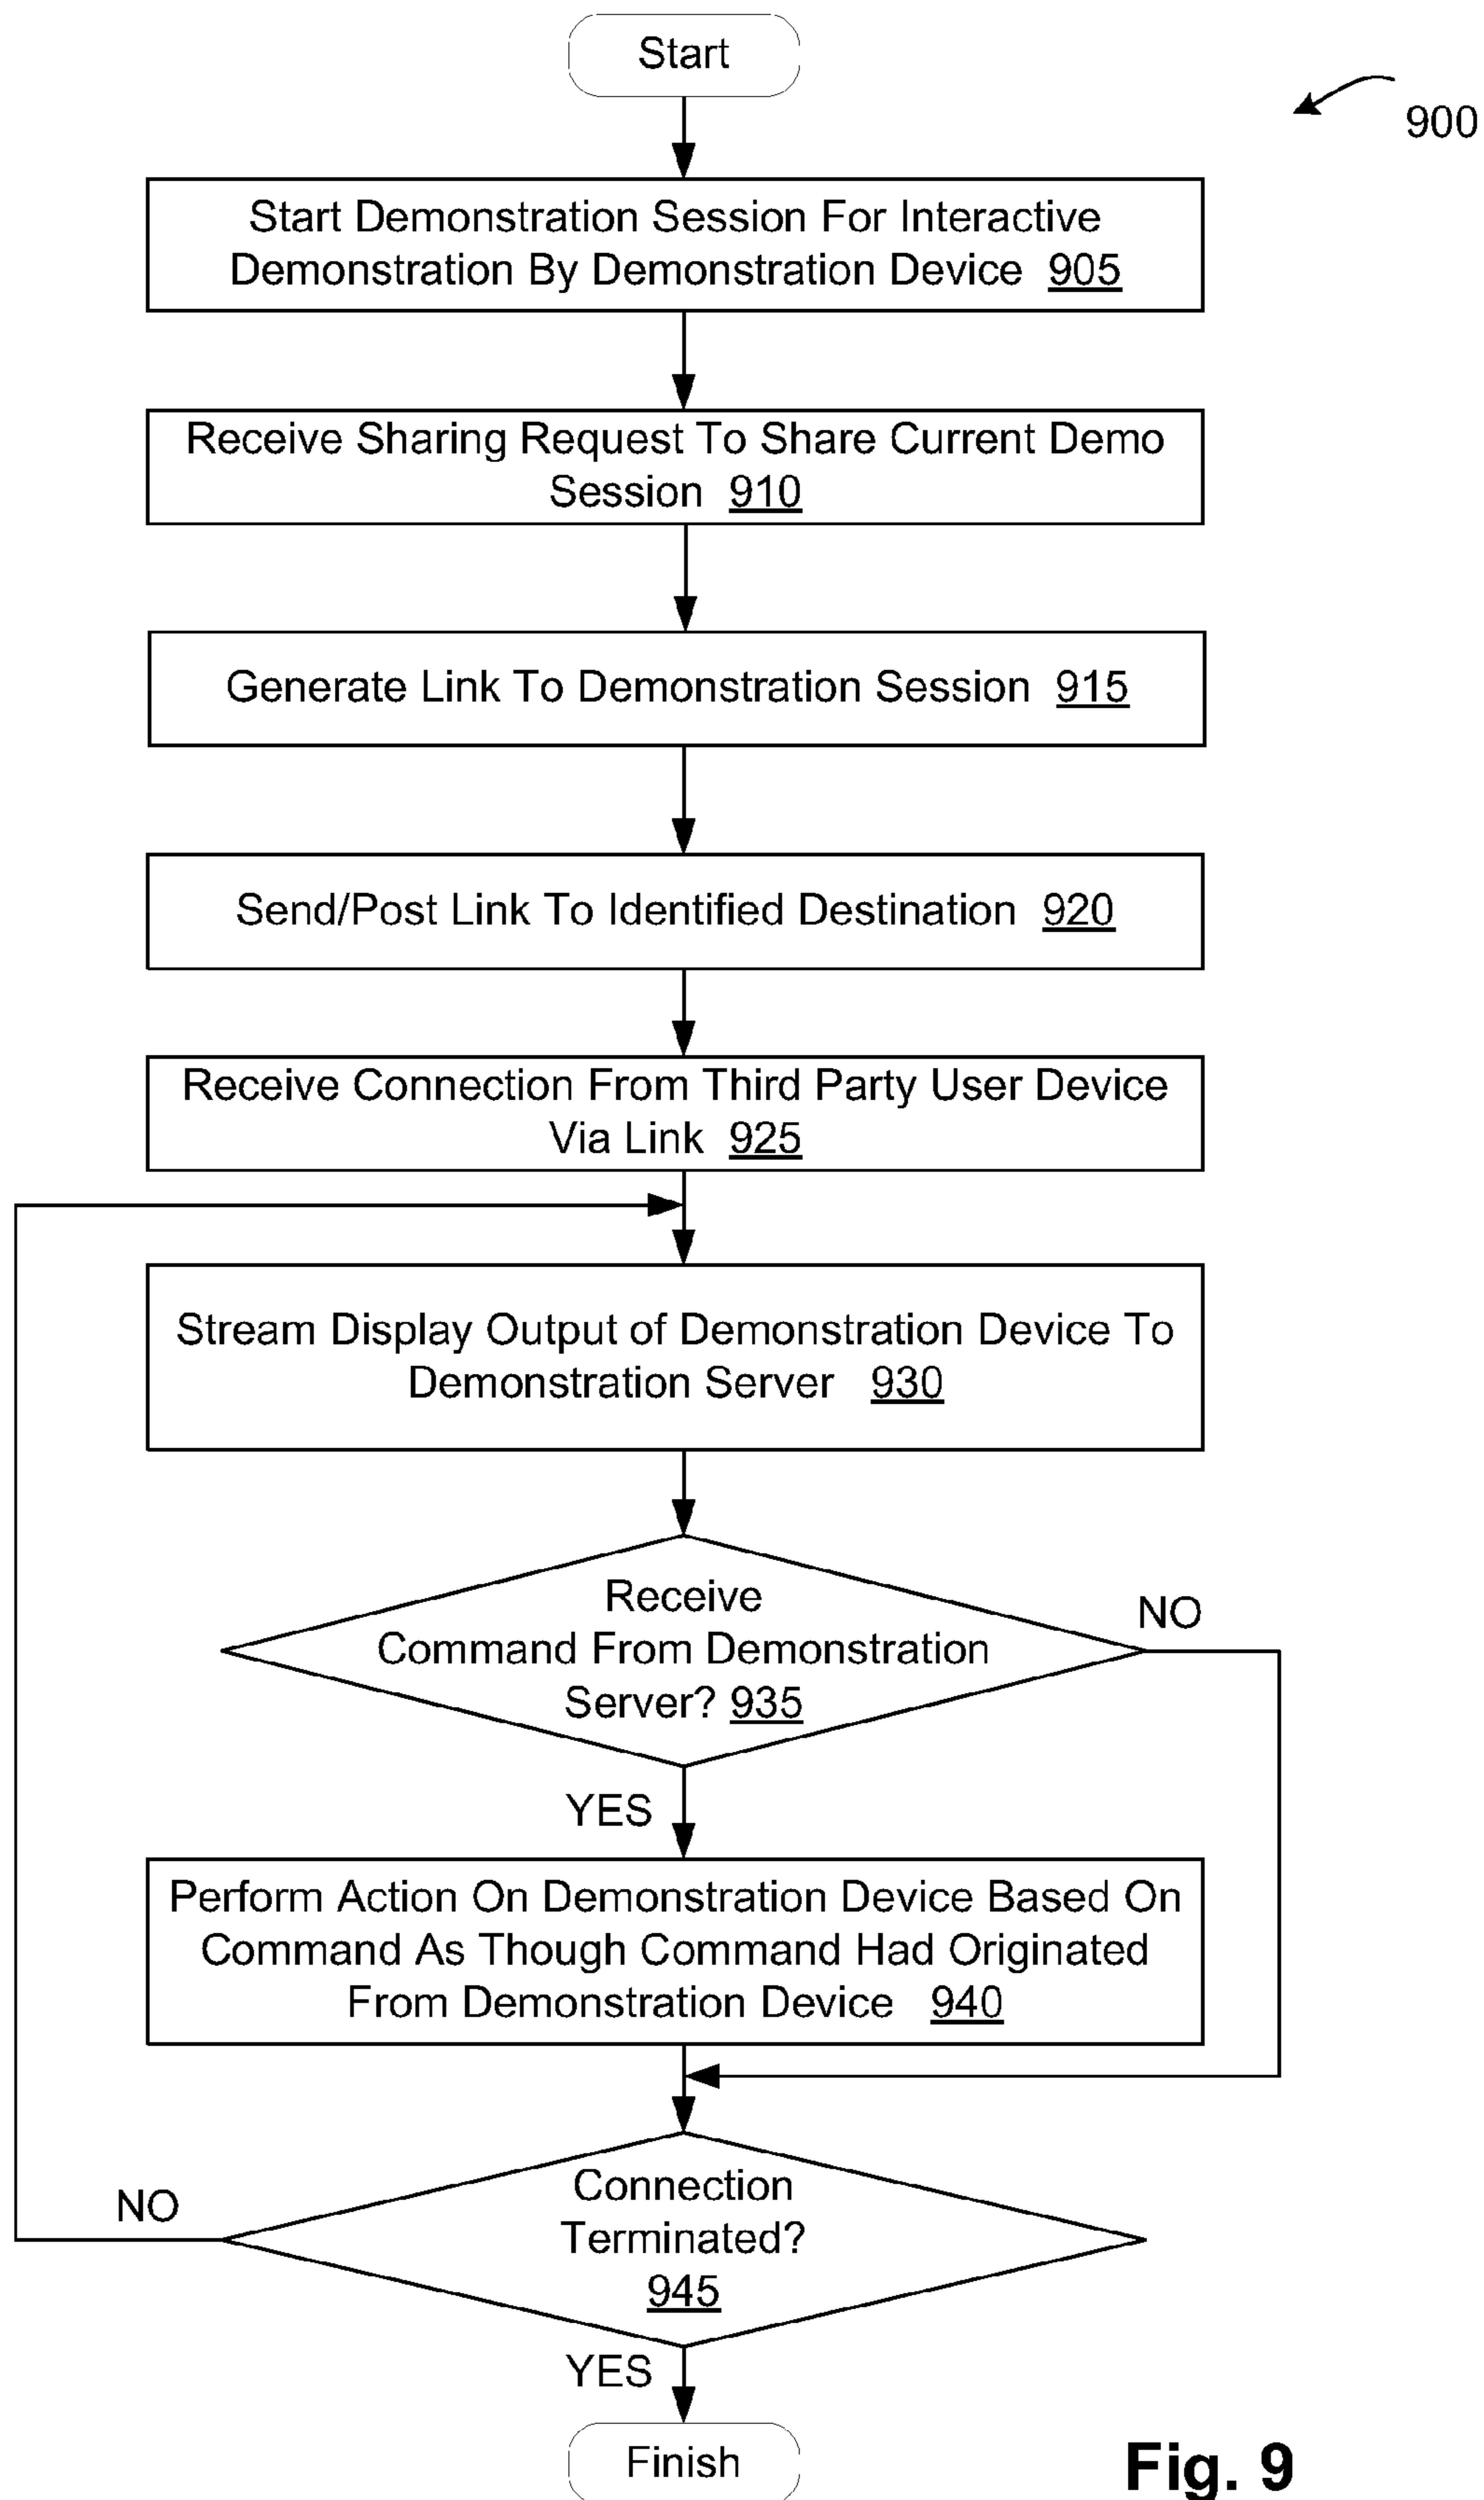 Start
900
Start Demonstration Session For Interactive
Demonstration By Demonstration Device 905
Receive Sharing Request To Share Current Demo
Session 910
Generate Link To Demonstration Session 915
Send/Post Link To Identified Destination 920
Receive Connection From Third Party User Device
Via Link 925
Stream Display Output of Demonstration Device To
Demonstration Server 930
Receive
Command From Demonstration
Server? 935
NO
YES
Perform Action On Demonstration Device Based On
Command As Though Command Had Originated
From Demonstration Device 940
Connection
Terminated?
945
NO
YES
Finish
Fig. 9